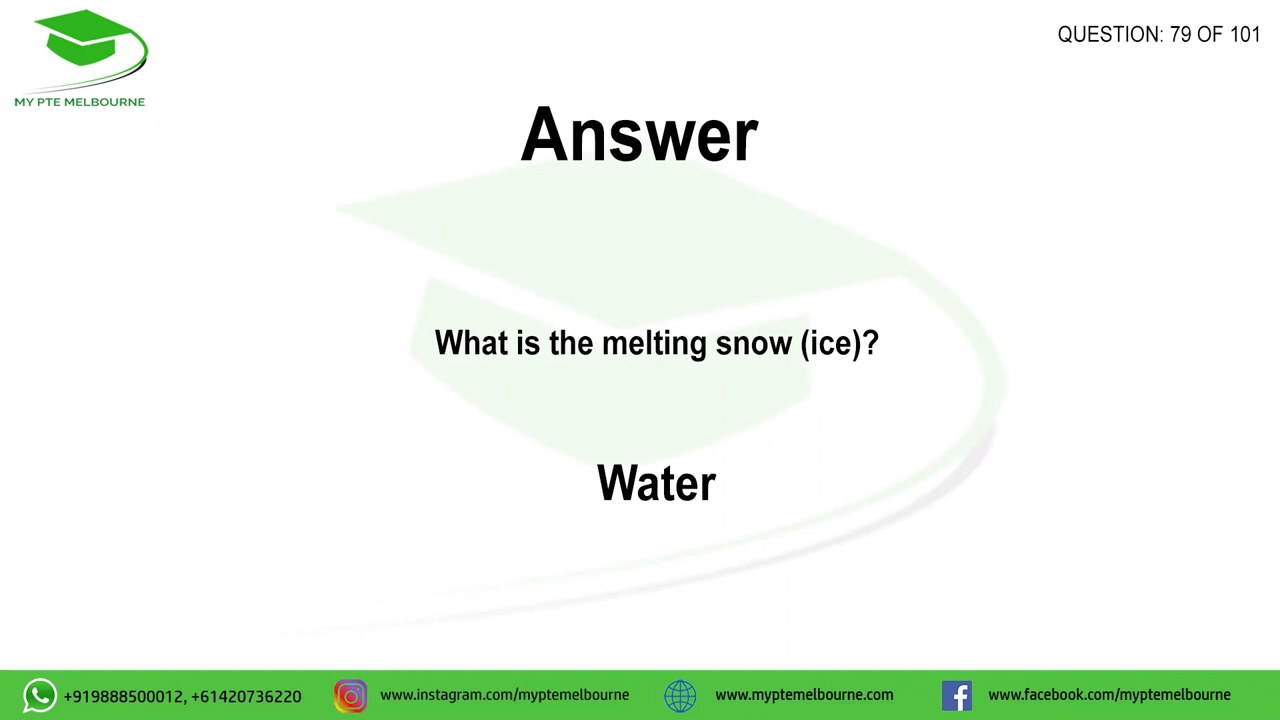 MY PTE MELBOURNE
QUESTION: 79 OF 101
Answer
What is the melting snow (ice)?
Water
+919888500012, +61420736220
www.instagram.com/myptemelbourne
www.myptemelbourne.com
www.facebook.com/myptemelbourne